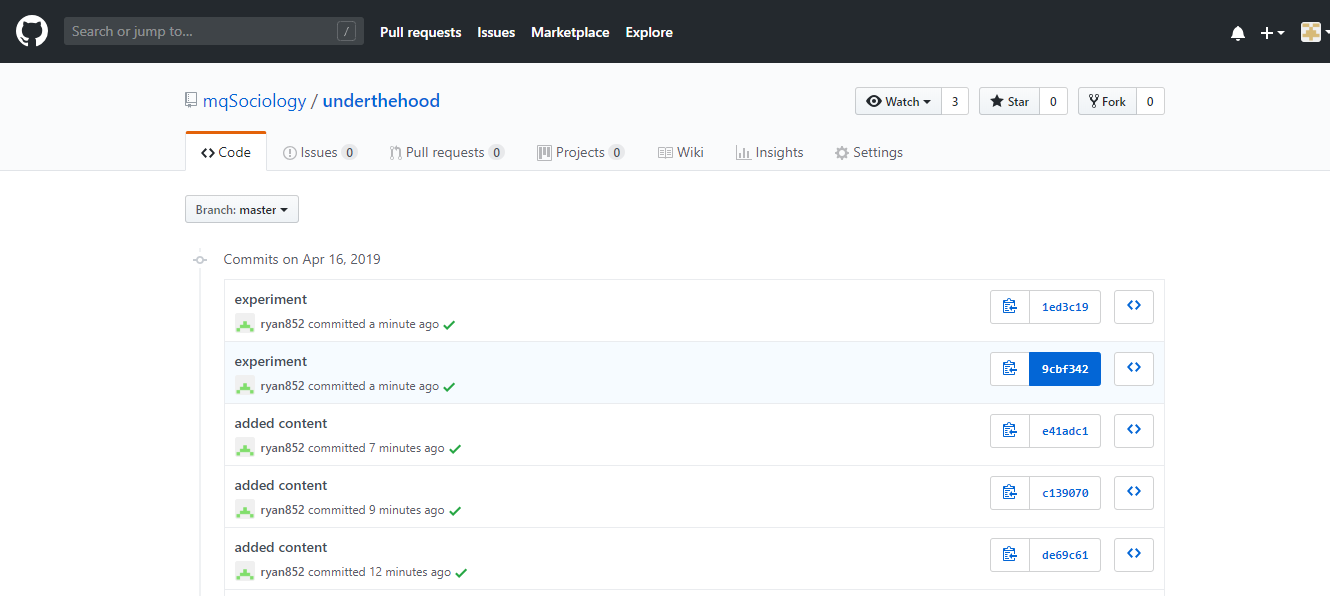 Search or jump to... /
Pull requests Issues Marketplace Explore
mqSociology / underthehood
Watch 3 Star 0 Fork 0
Code Issues 0 Pull requests 0 Projects 0 Wiki Insights Settings
Branch: master
Commits on Apr 16, 2019
experiment
ryan852 committed a minute ago
1ed3c19
experiment
ryan852 committed a minute ago
9cbf342
added content
ryan852 committed 7 minutes ago
e41adc1
added content
ryan852 committed 9 minutes ago
c139070
added content
ryan852 committed 12 minutes ago
de69c61